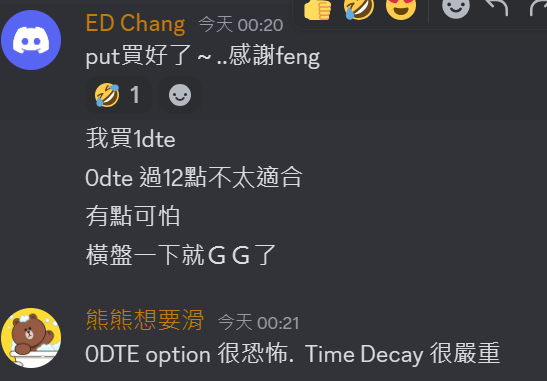 ED Chang 今天 00:20
put買好了～..感謝feng
1
我買1dte
0dte 過12點不太適合
有點可怕
橫盤一下就ＧＧ了
熊熊想要滑 今天 00:21
0DTE option 很恐怖. Time Decay 很嚴重